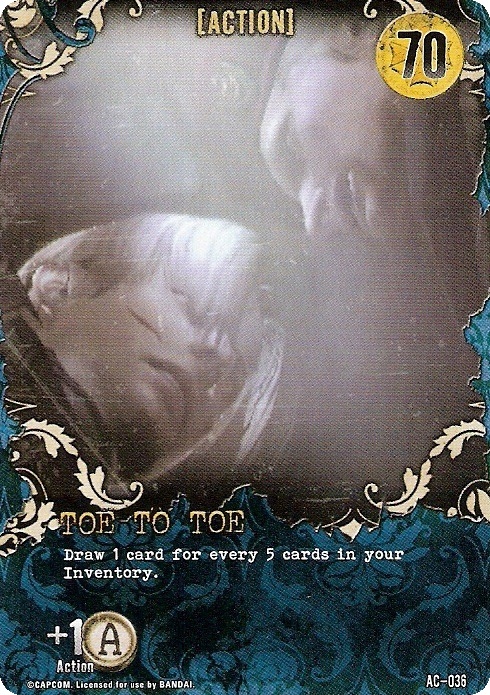 [ACTION]
70
TOE TO TOE
Draw 1 card for every 5 cards in your
Inventory.
+1 A
Action
©CAPCOM. Licensed for use by BANDAI.
AC-036